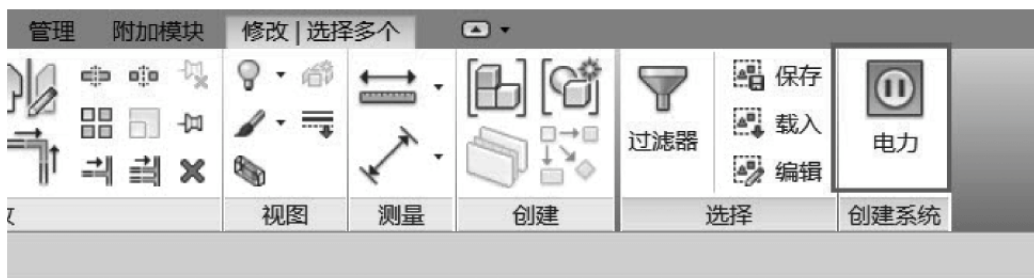 管理 附加模块 修改 | 选择多个
保存
载入
过滤器
电力
编辑
视图 测量 创建 选择 创建系统